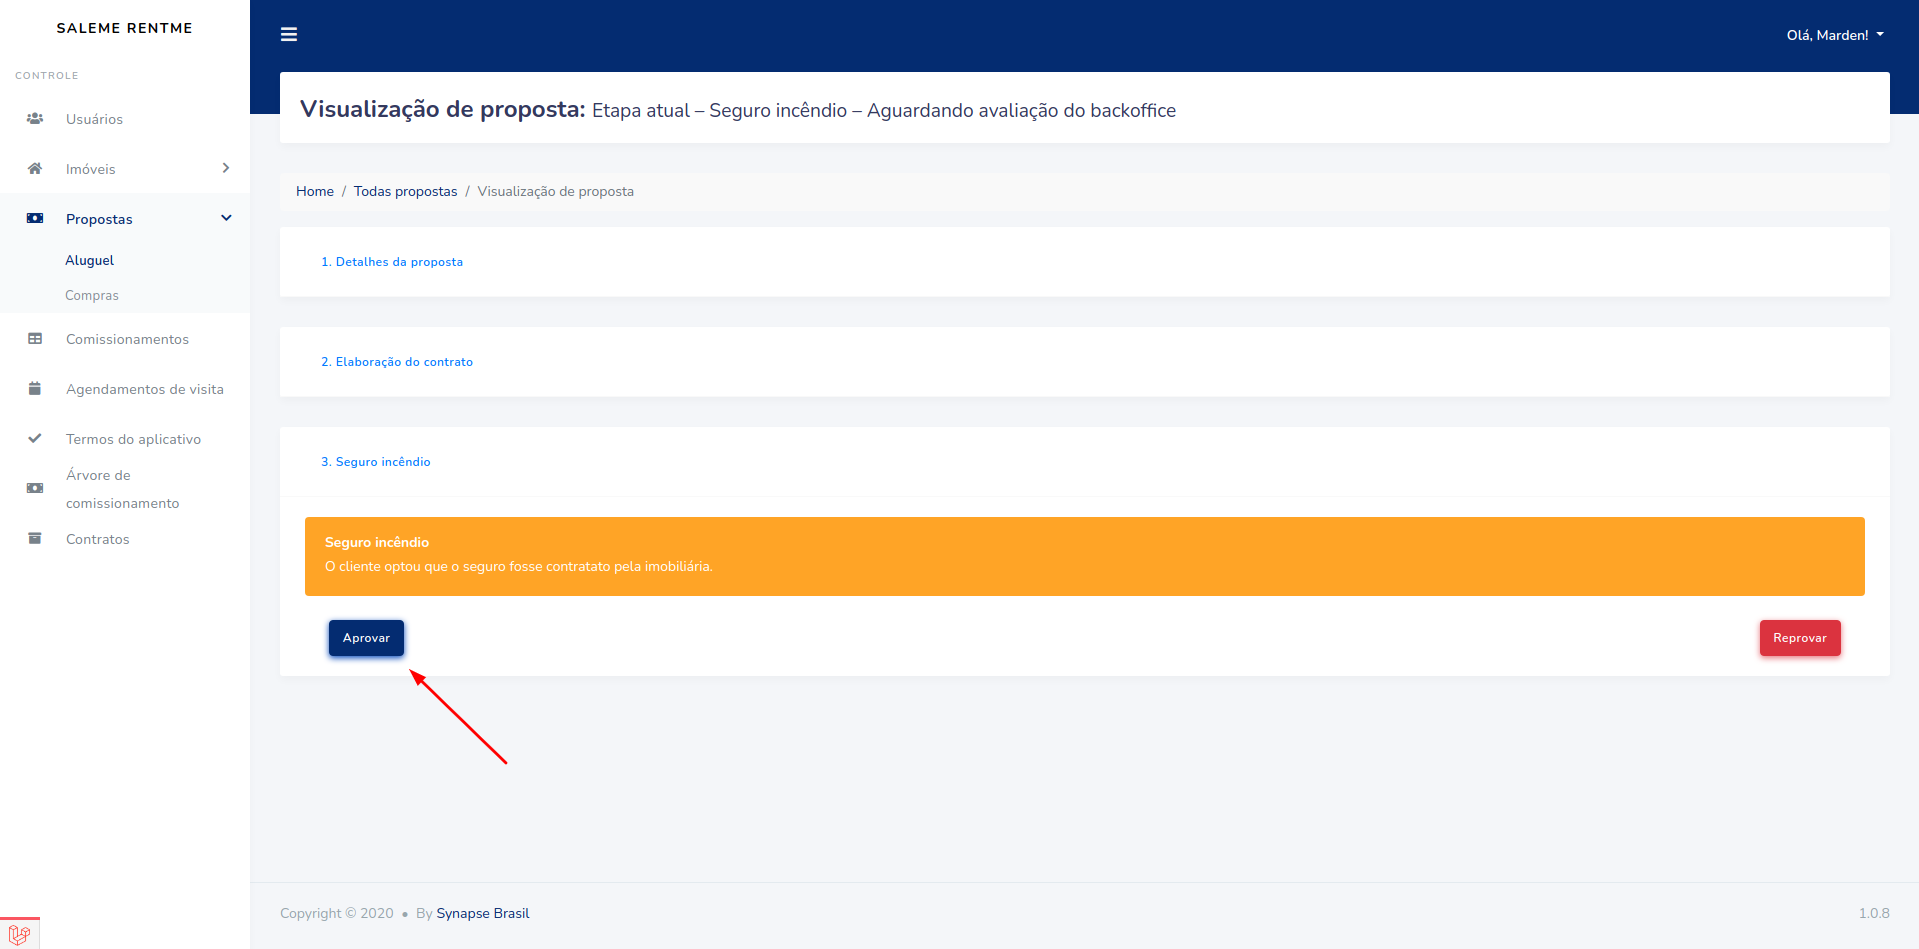 SALEME RENTME
Olá, Marden!
CONTROLE
Usuários
Imóveis
Propostas
Aluguel
Compras
Comissionamentos
Agendamentos de visita
Termos do aplicativo
Árvore de
comissionamento
Contratos
Visualização de proposta: Etapa atual – Seguro incêndio – Aguardando avaliação do backoffice
Home / Todas propostas / Visualização de proposta
1. Detalhes da proposta
2. Elaboração do contrato
3. Seguro incêndio
Seguro incêndio
O cliente optou que o seguro fosse contratato pela imobiliária.
Aprovar
Reprovar
Copyright © 2020 • By Synapse Brasil
1.0.8